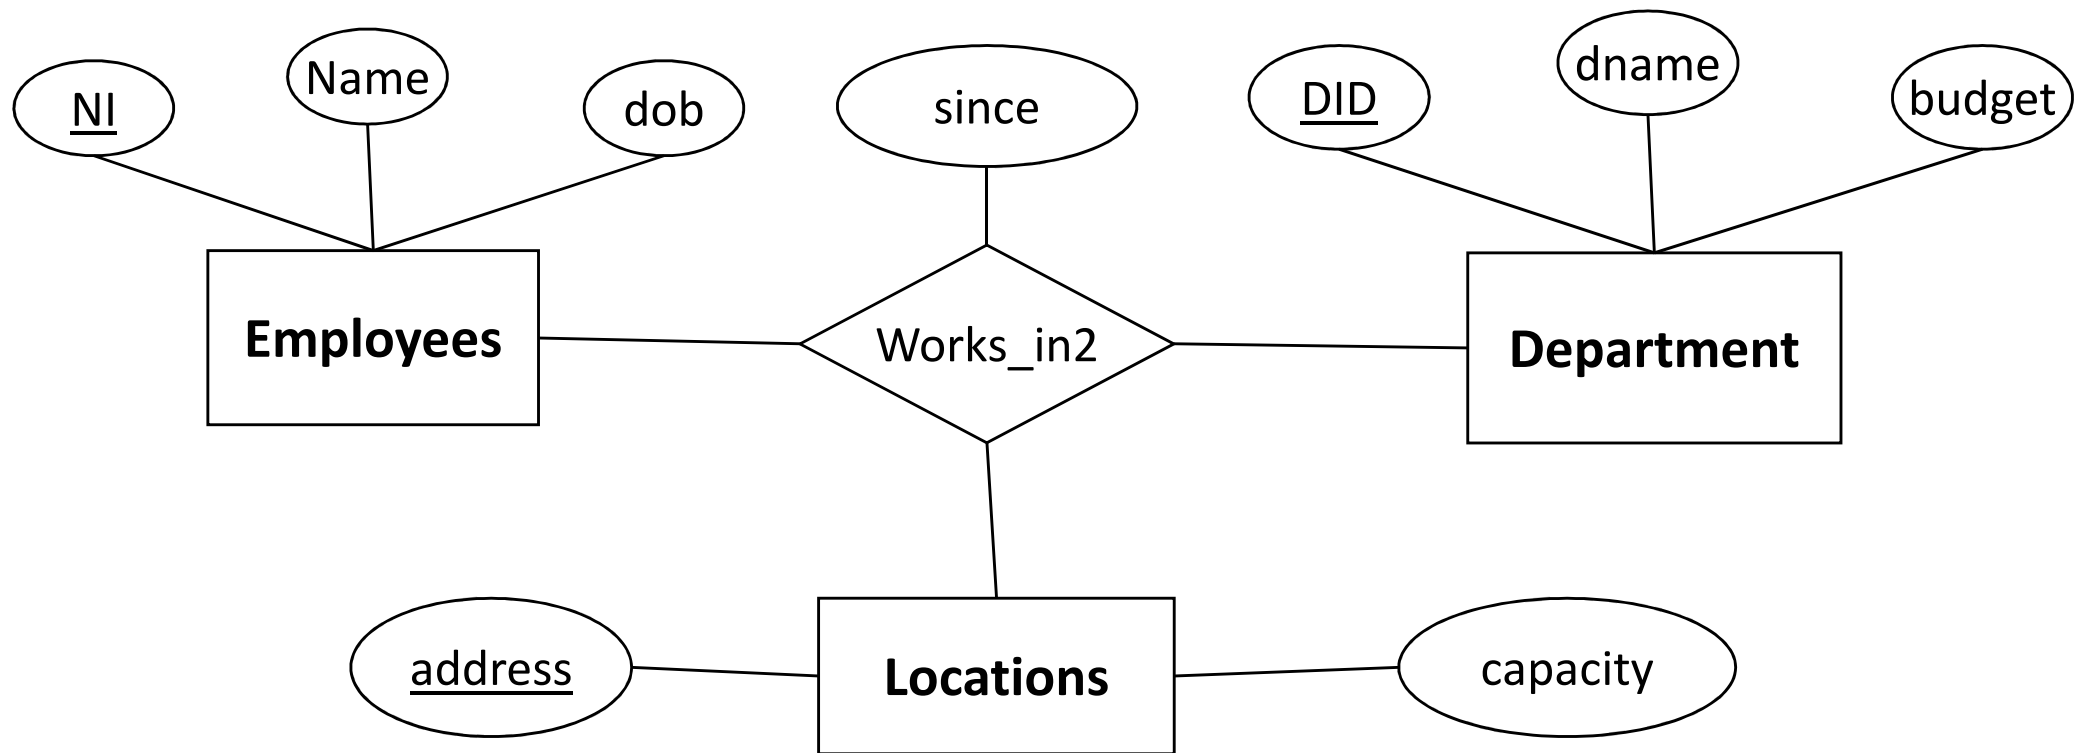 NI
Name
dob
since
DID
dname
budget
Employees
Works_in2
Department
address
Locations
capacity